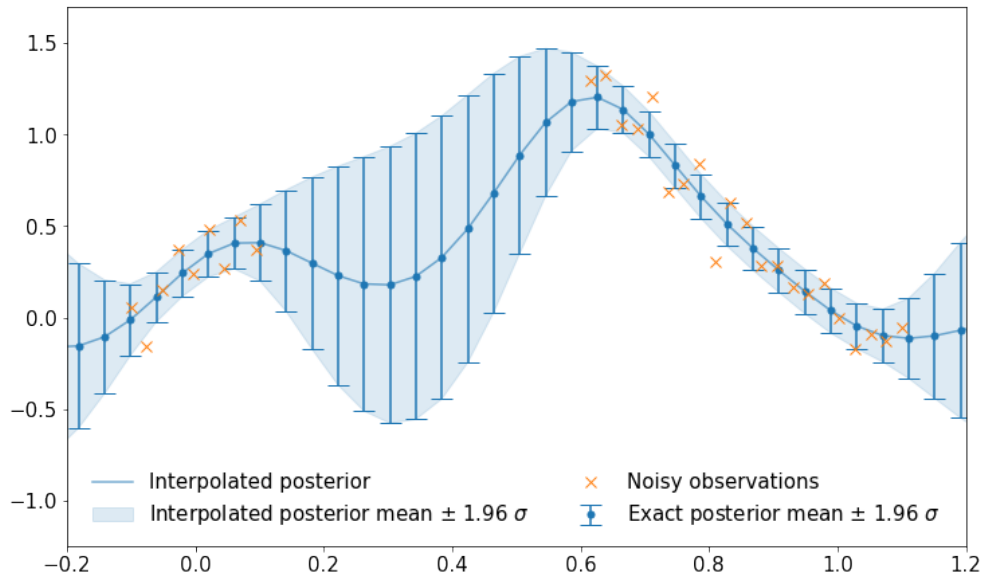 1.5
1.0
0.5
0.0
−0.5
−1.0
Interpolated posterior
Interpolated posterior mean ± 1.96 σ
Noisy observations
Exact posterior mean ± 1.96 σ
−0.2 0.0 0.2 0.4 0.6 0.8 1.0 1.2